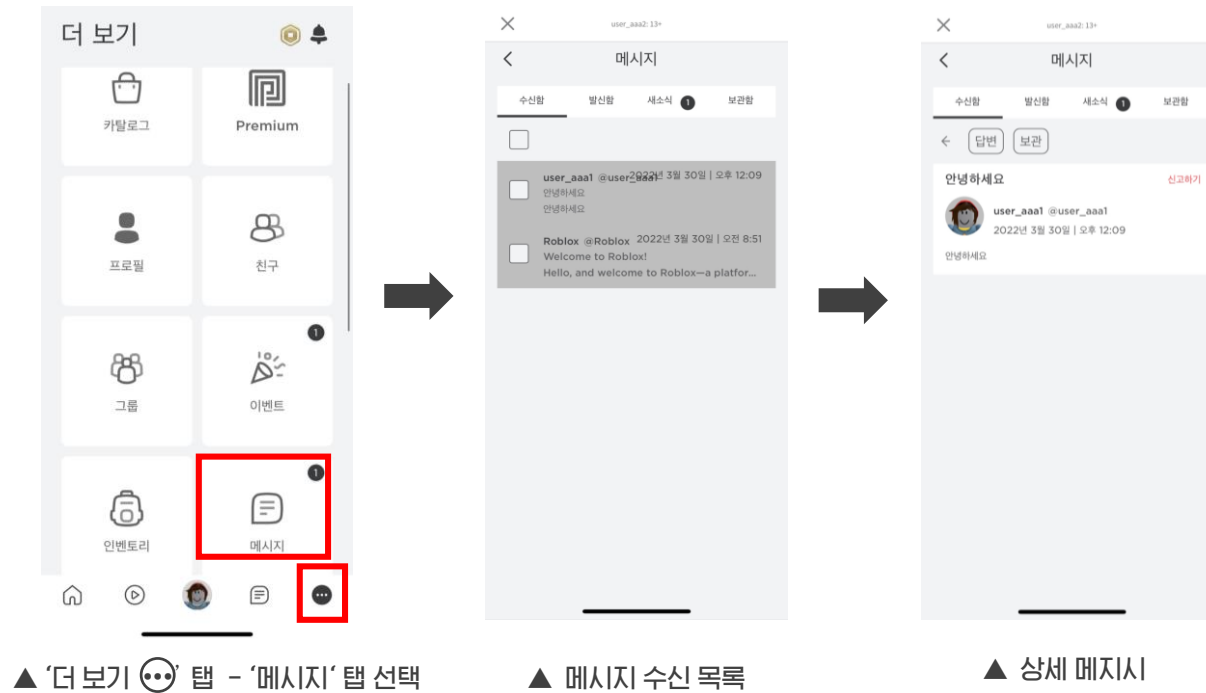 더 보기
카탈로그
Premium
프로필
친구
1
그룹
이벤트
1
인벤토리
메시지
▲ ‘더 보기 ’ 탭 - ‘메시지‘ 탭 선택
user_aaa2: 13+
메시지
수신함 발신함 새소식 1 보관함
user_aaa1 @user_aaa1 2022년 3월 30일 | 오후 12:09
안녕하세요
안녕하세요
Roblox @Roblox 2022년 3월 30일 | 오전 8:51
Welcome to Roblox!
Hello, and welcome to Roblox—a platfor...
▲ 메시지 수신 목록
user_aaa2: 13+
메시지
수신함 발신함 새소식 1 보관함
답변 보관
안녕하세요 신고하기
user_aaa1 @user_aaa1
2022년 3월 30일 | 오후 12:09
안녕하세요
▲ 상세 메지시